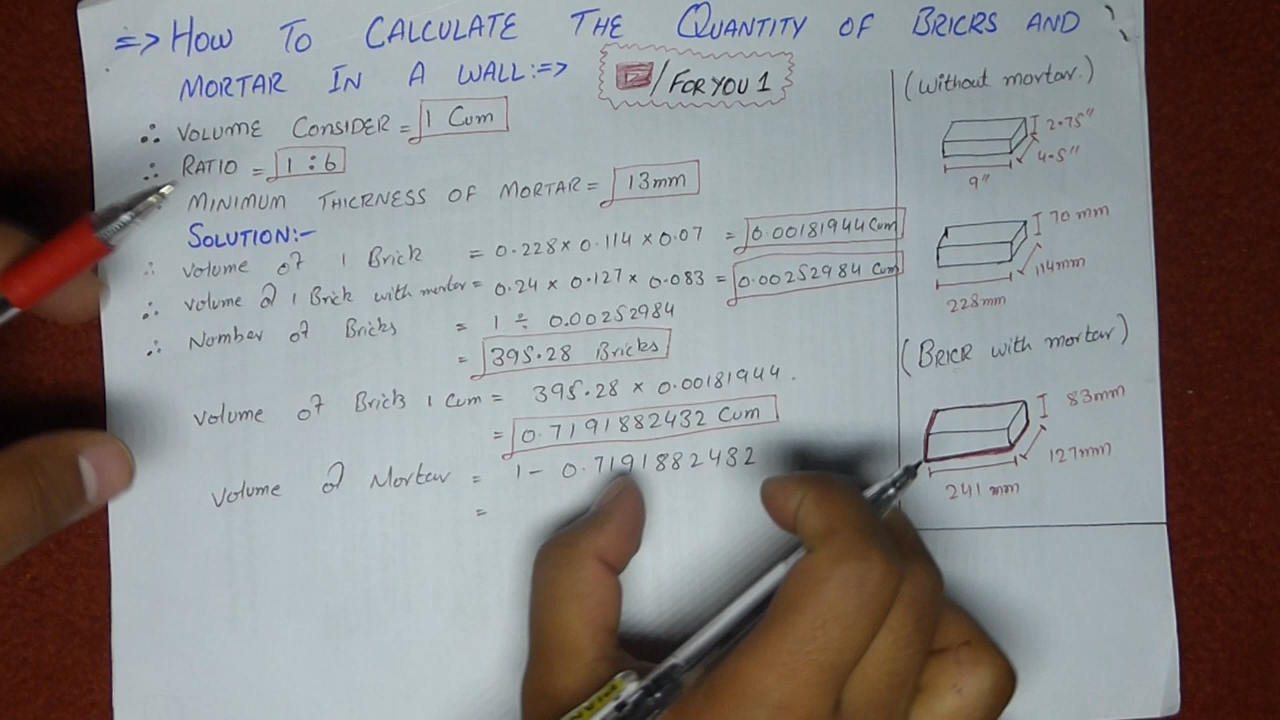 => HOW TO CALCULATE THE QUANTITY OF BRICKS AND
MORTAR IN A WALL:=>
/FOR YOU 1
∴ VOLUME CONSIDER = 1 Cum
∴ RATIO = 1:6
MINIMUM THICKNESS OF MORTAR = 13mm
SOLUTION:-
∴ Volume of 1 Brick = 0.228 x 0.114 x 0.07 = 0.00181944 Cum
∴ Volume of 1 Brick with mortar = 0.24 x 0.127 x 0.083 = 0.00252984 Cum
∴ Number of Bricks = 1 ÷ 0.00252984
= 395.28 Bricks
Volume of Bricks 1 Cum = 395.28 x 0.00181944.
= 0.7191882432 Cum
Volume of Mortar = 1 - 0.7191882432
=
(Without mortar.)
2.75"
4.5"
9"
70 mm
114mm
228mm
(BRICK with mortar)
83mm
127mm
241 mm
PIAN